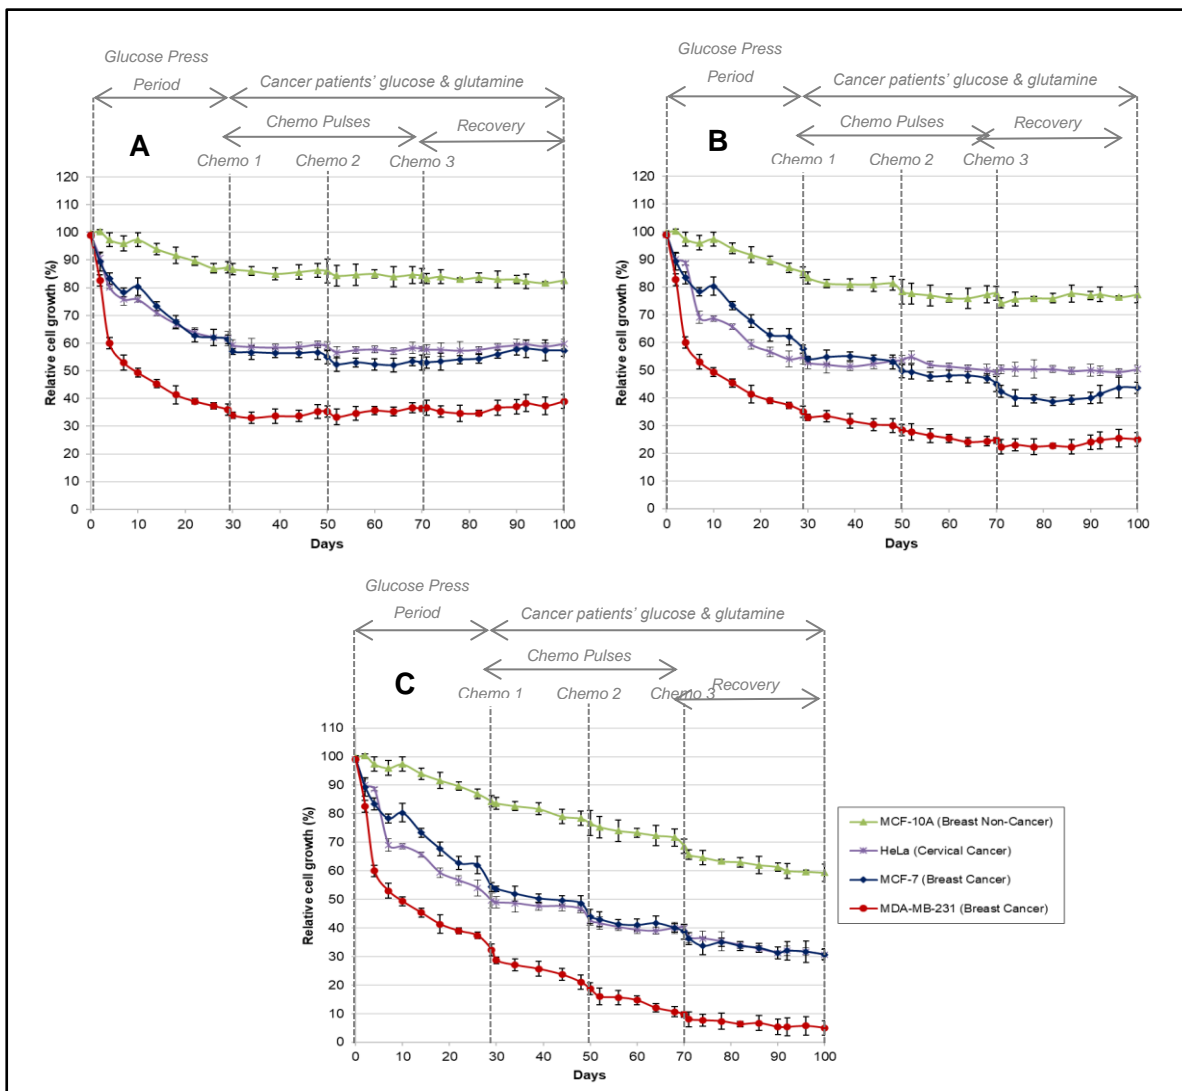 Glucose Press
Period
Cancer patients' glucose & glutamine
Chemo Pulses
Recovery
A
Chemo 1
Chemo 2
Chemo 3
120
110
100
90
80
70
60
50
40
30
20
10
0
Relative cell growth (%)
0 10 20 30 40 50 60 70 80 90 100
Days
Glucose Press
Period
Cancer patients' glucose & glutamine
Chemo Pulses
Recovery
B
Chemo 1
Chemo 2
Chemo 3
120
110
100
90
80
70
60
50
40
30
20
10
0
Relative cell growth (%)
0 10 20 30 40 50 60 70 80 90 100
Days
Glucose Press
Period
Cancer patients' glucose & glutamine
Chemo Pulses
Recovery
C
Chemo 1
Chemo 2
Chemo 3
110
100
90
80
70
60
50
40
30
20
10
0
Relative cell growth (%)
0 10 20 30 40 50 60 70 80 90 100
Days
MCF-10A (Breast Non-Cancer)
HeLa (Cervical Cancer)
MCF-7 (Breast Cancer)
MDA-MB-231 (Breast Cancer)